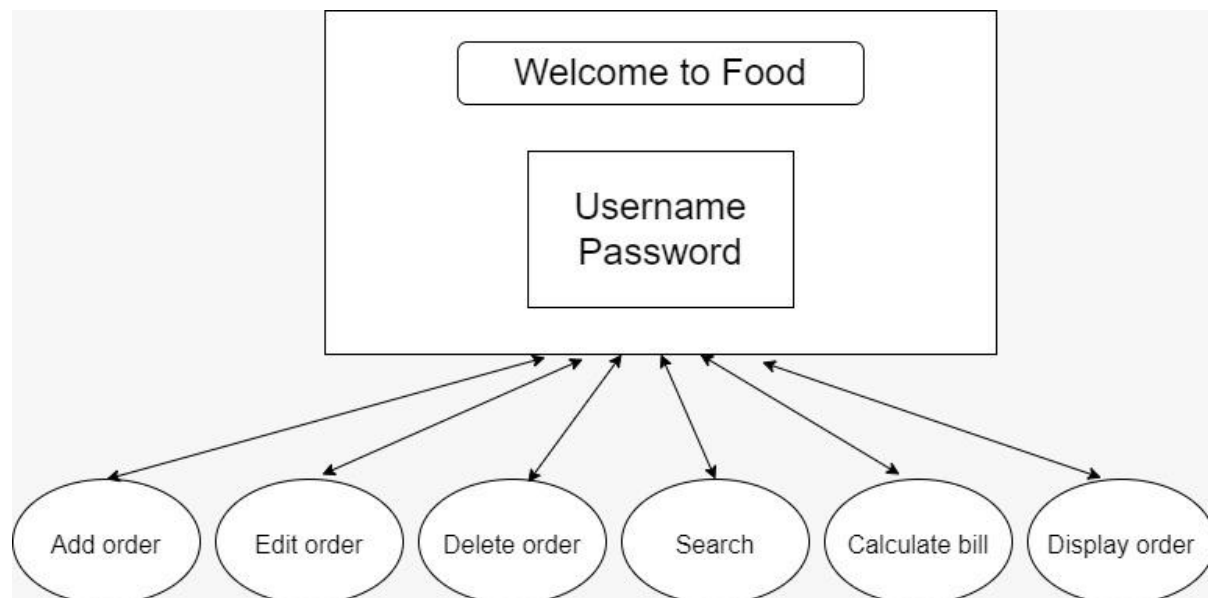 Welcome to Food
Username
Password
Add order
Edit order
Delete order
Search
Calculate bill
Display order